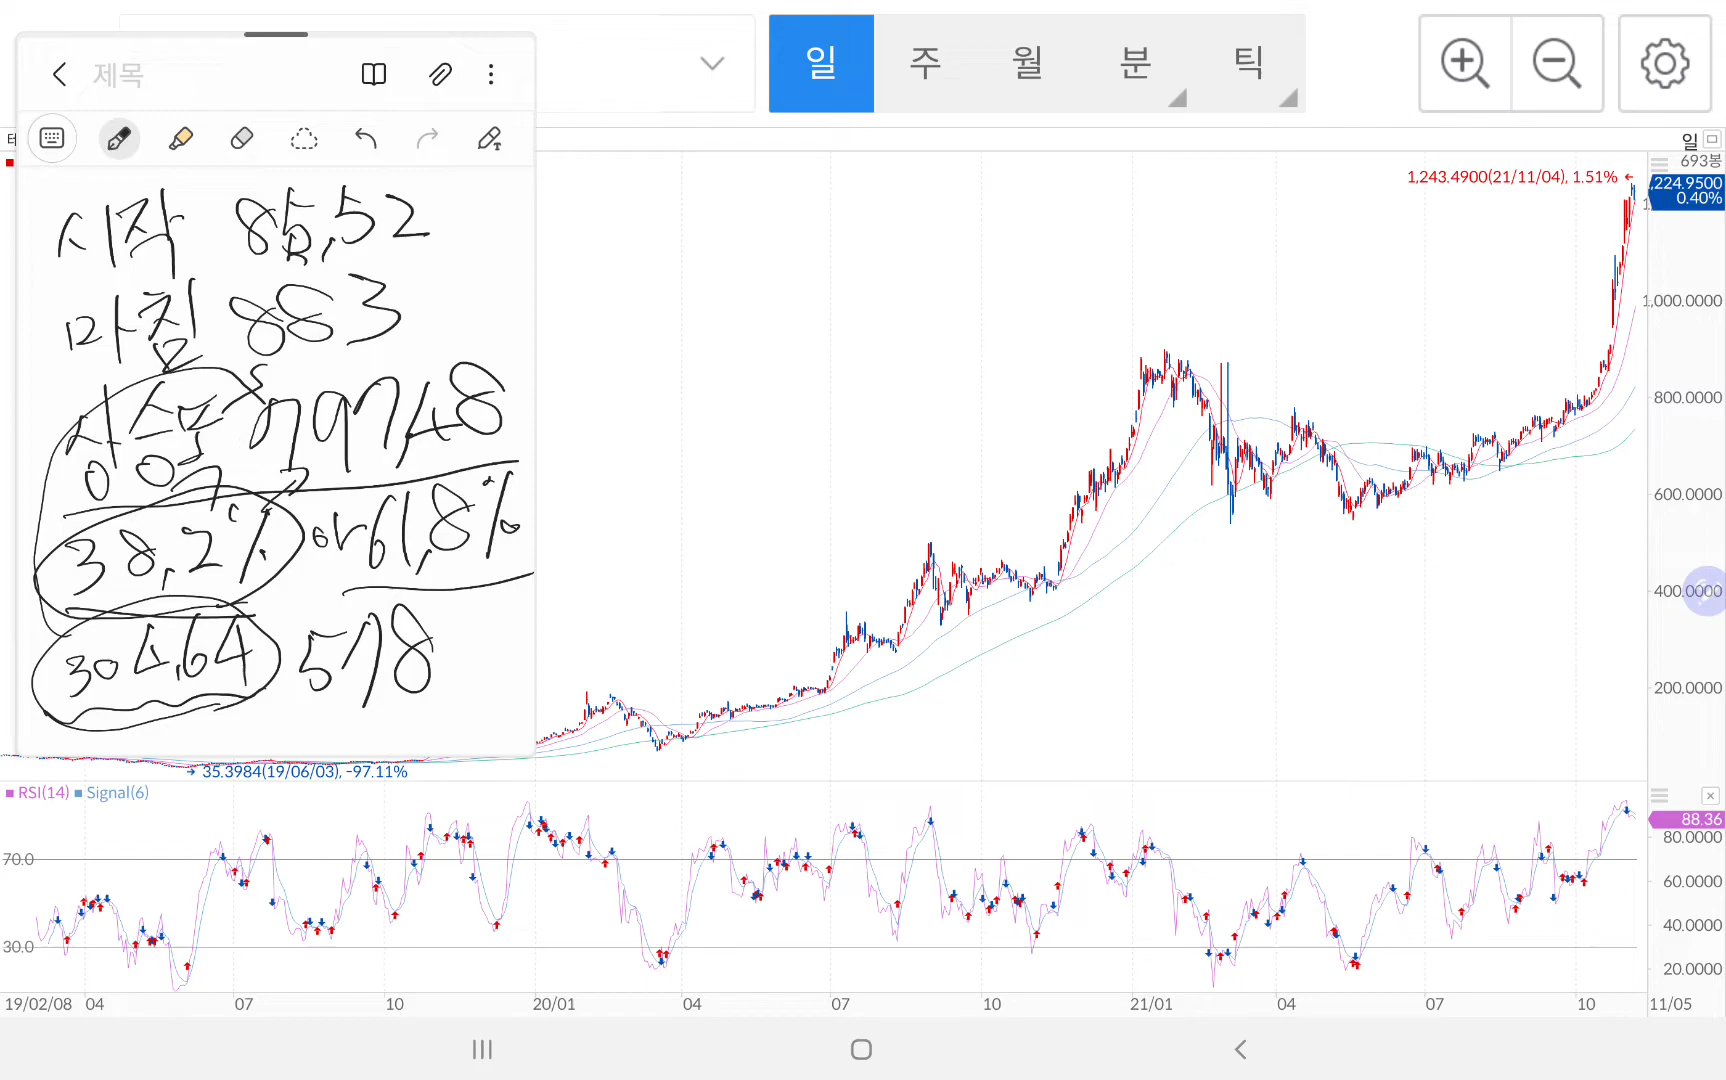 제목
일 주 월 분 틱
일
693봉
1,243.4900(21/11/04), 1.51%
,224.9500
0.40%
1,000.0000
800.0000
600.0000
400.0000
200.0000
시작 85,52
마침 883
797,48
38,2% or 61,8%
304,64 578
35.3984(19/06/03), -97.11%
RSI(14) Signal(6)
88.36
80.0000
70.0
60.0000
40.0000
30.0
20.0000
19/02/08 04 07 10 20/01 04 07 10 21/01 04 07 10 11/05